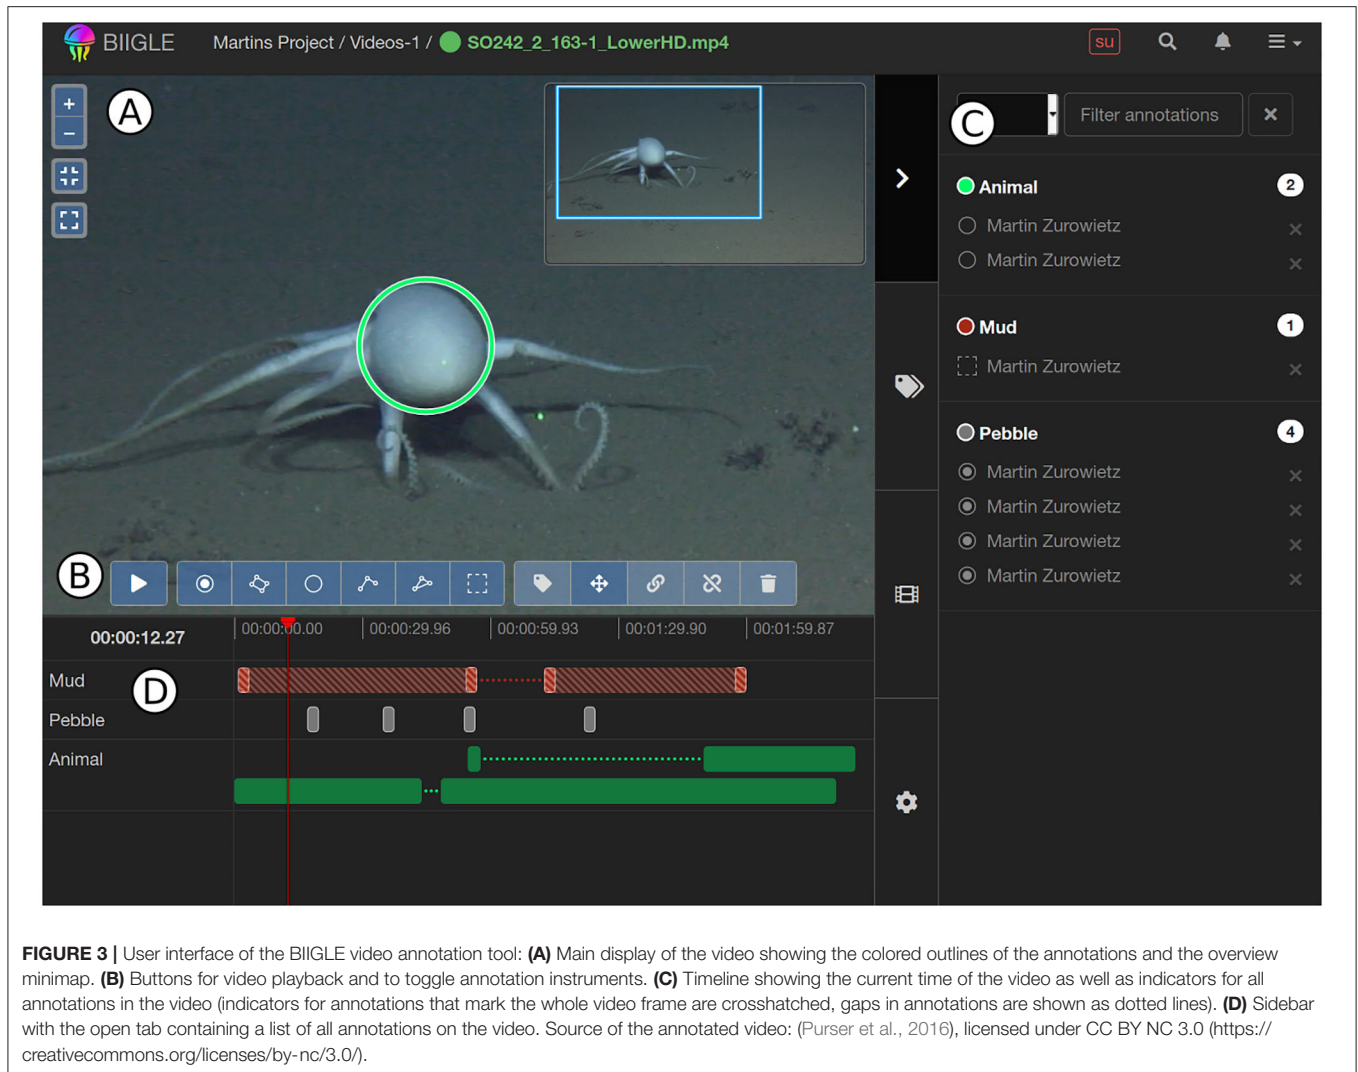 BIIGLE Martins Project / Videos-1 / SO242_2_163-1_LowerHD.mp4 su
A
+
−
C Filter annotations
Animal 2
Martin Zurowietz
Martin Zurowietz
Mud 1
Martin Zurowietz
Pebble 4
Martin Zurowietz
Martin Zurowietz
Martin Zurowietz
Martin Zurowietz
B
00:00:12.27 00:00:00.00 00:00:29.96 00:00:59.93 00:01:29.90 00:01:59.87
Mud D
Pebble
Animal
FIGURE 3 | User interface of the BIIGLE video annotation tool: (A) Main display of the video showing the colored outlines of the annotations and the overview
minimap. (B) Buttons for video playback and to toggle annotation instruments. (C) Timeline showing the current time of the video as well as indicators for all
annotations in the video (indicators for annotations that mark the whole video frame are crosshatched, gaps in annotations are shown as dotted lines). (D) Sidebar
with the open tab containing a list of all annotations on the video. Source of the annotated video: (Purser et al., 2016), licensed under CC BY NC 3.0 (https://
creativecommons.org/licenses/by-nc/3.0/).